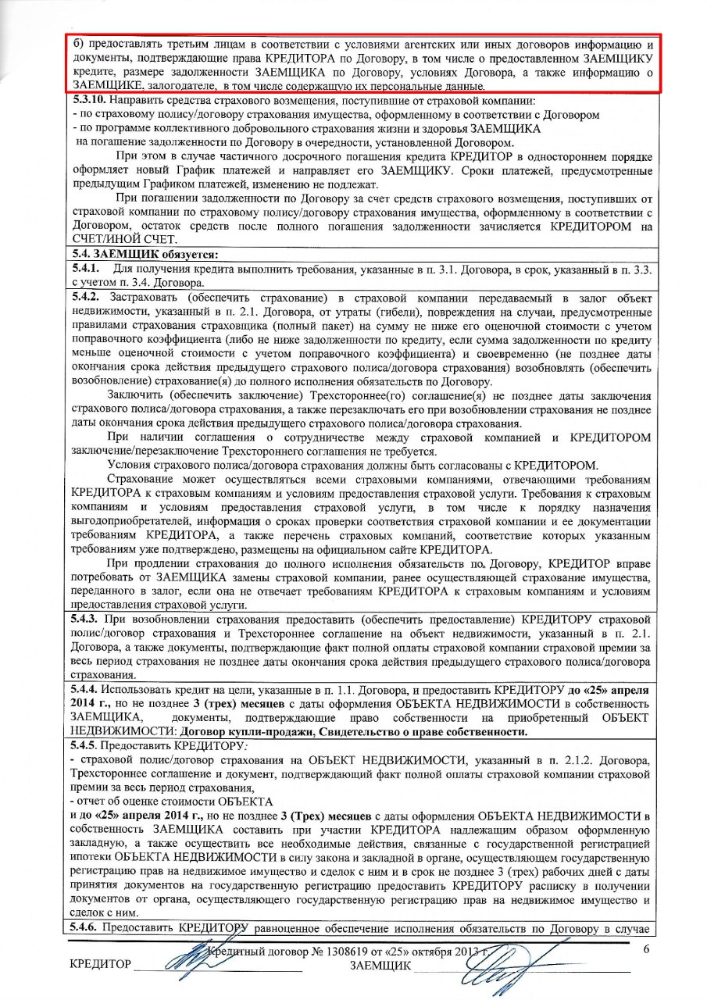 б) предоставлять третьим лицам в соответствии с условиями агентских или иных договоров информацию и
документы, подтверждающие права КРЕДИТОРА по Договору, в том числе о предоставленном ЗАЕМЩИКУ
кредите, размере задолженности ЗАЕМЩИКА по Договору, условиях Договора, а также информацию о
ЗАЕМЩИКЕ, залогодателе, в том числе содержащую их персональные данные.
5.3.10. Направить средства страхового возмещения, поступившие от страховой компании:
- по страховому полису/договору страхования имущества, оформленному в соответствии с Договором
- по программе коллективного добровольного страхования жизни и здоровья ЗАЕМЩИКА
на погашение задолженности по Договору в очередности, установленной Договором.
При этом в случае частичного досрочного погашения кредита КРЕДИТОР в одностороннем порядке
оформляет новый График платежей и направляет его ЗАЕМЩИКУ. Сроки платежей, предусмотренные
предыдущим Графиком платежей, изменению не подлежат.
При погашении задолженности по Договору за счет средств страхового возмещения, поступивших от
страховой компании по страховому полису/договору страхования имущества, оформленному в соответствии с
Договором, остаток средств после полного погашения задолженности зачисляется КРЕДИТОРОМ на
СЧЕТ/ИНОЙ СЧЕТ.
5.4. ЗАЕМЩИК обязуется:
5.4.1. Для получения кредита выполнить требования, указанные в п. 3.1. Договора, в срок, указанный в п. 3.3.
с учетом п. 3.4. Договора.
5.4.2. Застраховать (обеспечить страхование) в страховой компании передаваемый в залог объект
недвижимости, указанный в п. 2.1. Договора, от утраты (гибели), повреждения на случаи, предусмотренные
правилами страхования страховщика (полный пакет) на сумму не ниже его оценочной стоимости с учетом
поправочного коэффициента (либо не ниже задолженности по кредиту, если сумма задолженности по кредиту
меньше оценочной стоимости с учетом поправочного коэффициента) и своевременно (не позднее даты
окончания срока действия предыдущего страхового полиса/договора страхования) возобновлять (обеспечить
возобновление) страхование(я) до полного исполнения обязательств по Договору.
Заключить (обеспечить заключение) Трехстороннее(го) соглашение(я) не позднее даты заключения
страхового полиса/договора страхования, а также перезаключать его при возобновлении страхования не позднее
даты окончания срока действия предыдущего страхового полиса/договора страхования.
При наличии соглашения о сотрудничестве между страховой компанией и КРЕДИТОРОМ
заключение/перезаключение Трехстороннего соглашения не требуется.
Условия страхового полиса/договора страхования должны быть согласованы с КРЕДИТОРОМ.
Страхование может осуществляться всеми страховыми компаниями, отвечающими требованиям
КРЕДИТОРА к страховым компаниям и условиям предоставления страховой услуги. Требования к страховым
компаниям и условиям предоставления страховой услуги, в том числе к порядку назначения
выгодоприобретателей, информация о сроках проверки соответствия страховой компании и ее документации
требованиям КРЕДИТОРА, а также перечень страховых компаний, соответствие которых указанным
требованиям уже подтверждено, размещены на официальном сайте КРЕДИТОРА.
При продлении страхования до полного исполнения обязательств по Договору, КРЕДИТОР вправе
потребовать от ЗАЕМЩИКА замены страховой компании, ранее осуществляющей страхование имущества,
переданного в залог, если она не отвечает требованиям КРЕДИТОРА к страховым компаниям и условиям
предоставления страховой услуги.
5.4.3. При возобновлении страхования предоставить (обеспечить предоставление) КРЕДИТОРУ страховой
полис/договор страхования и Трехстороннее соглашение на объект недвижимости, указанный в п. 2.1.
Договора, а также документы, подтверждающие факт полной оплаты страховой компании страховой премии за
весь период страхования не позднее даты окончания срока действия предыдущего страхового полиса/договора
страхования.
5.4.4. Использовать кредит на цели, указанные в п. 1.1. Договора, и предоставить КРЕДИТОРУ до «25» апреля
2014 г., но не позднее 3 (трех) месяцев с даты оформления ОБЪЕКТА НЕДВИЖИМОСТИ в собственность
ЗАЕМЩИКА, документы, подтверждающие право собственности на приобретенный ОБЪЕКТ
НЕДВИЖИМОСТИ: Договор купли-продажи, Свидетельство о праве собственности.
5.4.5. Предоставить КРЕДИТОРУ:
- страховой полис/договор страхования на ОБЪЕКТ НЕДВИЖИМОСТИ, указанный в п. 2.1.2. Договора,
Трехстороннее соглашение и документ, подтверждающий факт полной оплаты страховой компании страховой
премии за весь период страхования,
- отчет об оценке стоимости ОБЪЕКТА
и до «25» апреля 2014 г., но не позднее 3 (Трех) месяцев с даты оформления ОБЪЕКТА НЕДВИЖИМОСТИ в
собственность ЗАЕМЩИКА составить при участии КРЕДИТОРА надлежащим образом оформленную
закладную, а также осуществить все необходимые действия, связанные с государственной регистрацией
ипотеки ОБЪЕКТА НЕДВИЖИМОСТИ в силу закона и закладной в органе, осуществляющем государственную
регистрацию прав на недвижимое имущество и сделок с ним и в срок не позднее 3 (трех) рабочих дней с даты
принятия документов на государственную регистрацию предоставить КРЕДИТОРУ расписку в получении
документов от органа, осуществляющего государственную регистрацию прав на недвижимое имущество и
сделок с ним.
5.4.6. Предоставить КРЕДИТОРУ равноценное обеспечение исполнения обязательств по Договору в случае
Кредитный договор № 1308619 от «25» октября 2013 г. 6
КРЕДИТОР ЗАЕМЩИК